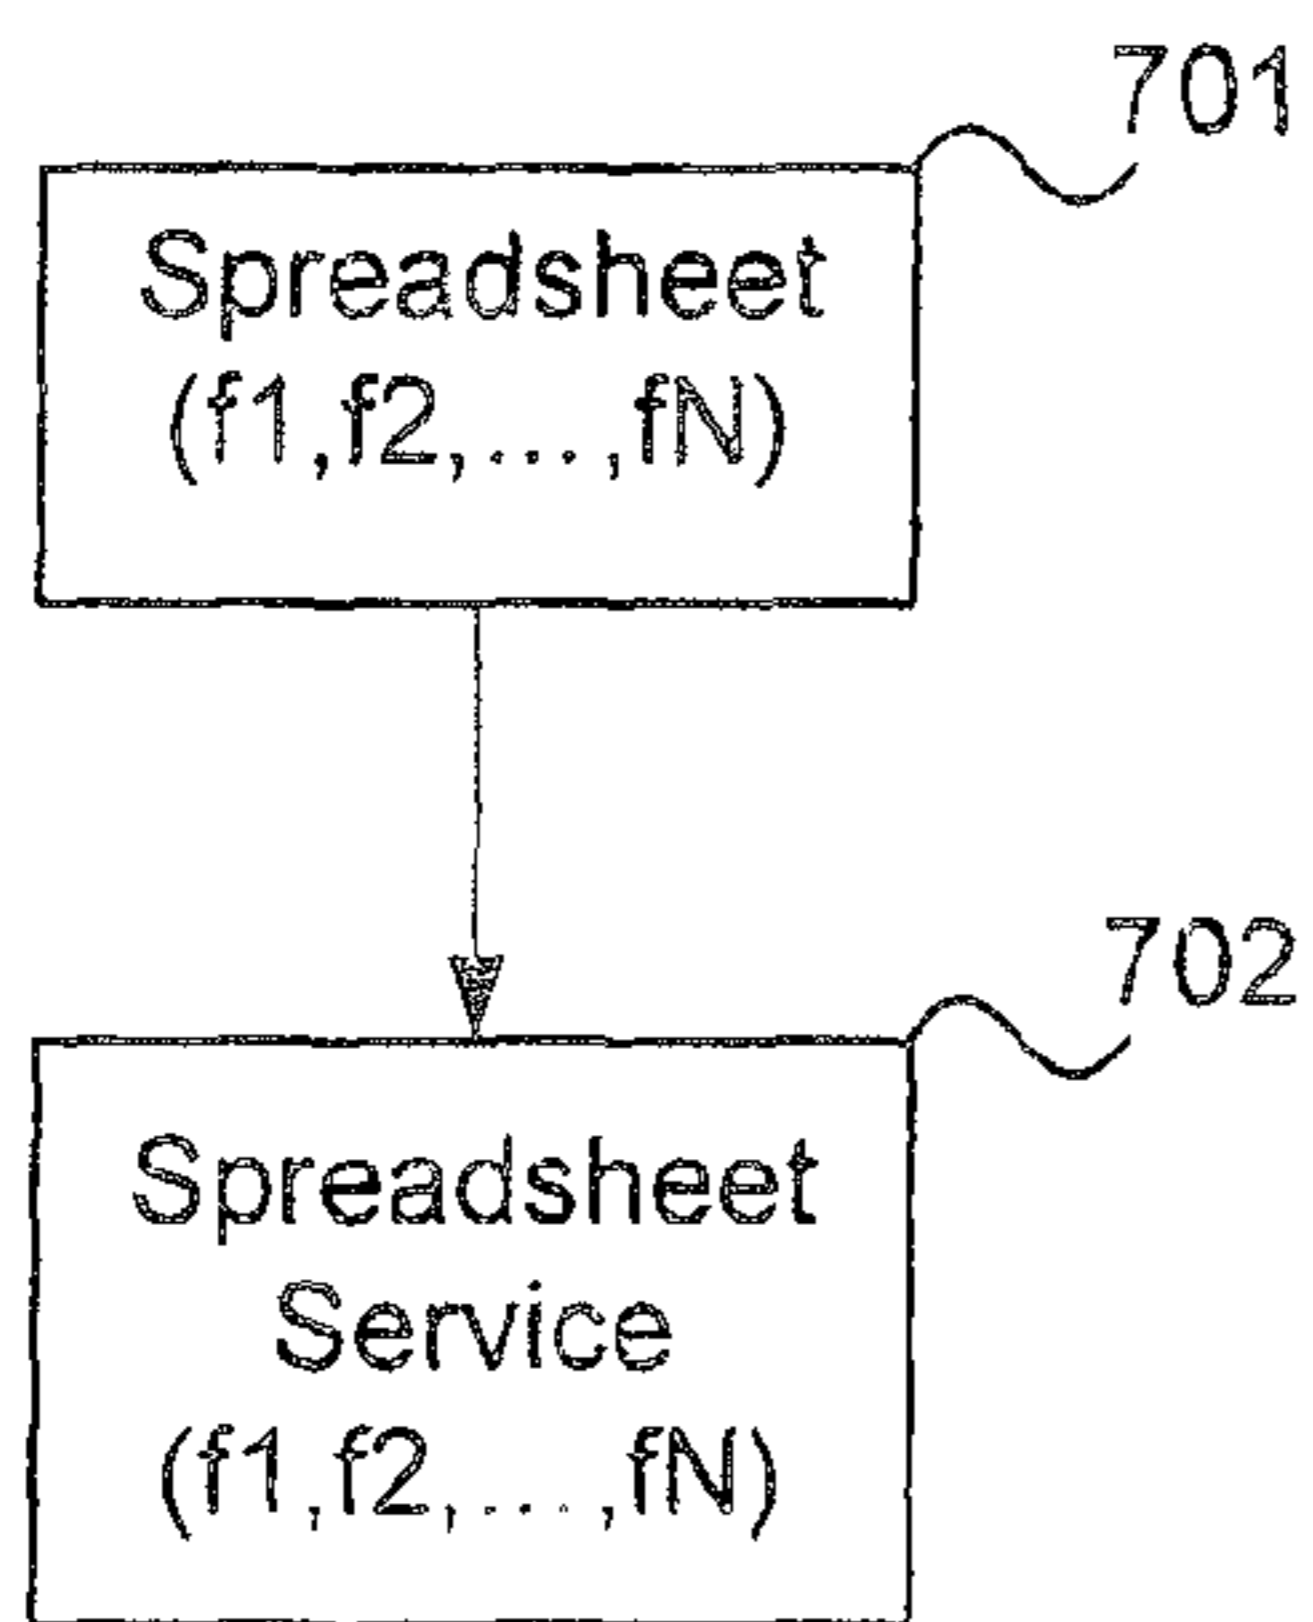 701
Spreadsheet
(f1,f2,...,fN)
702
Spreadsheet
Service
(f1,f2,...,fN)